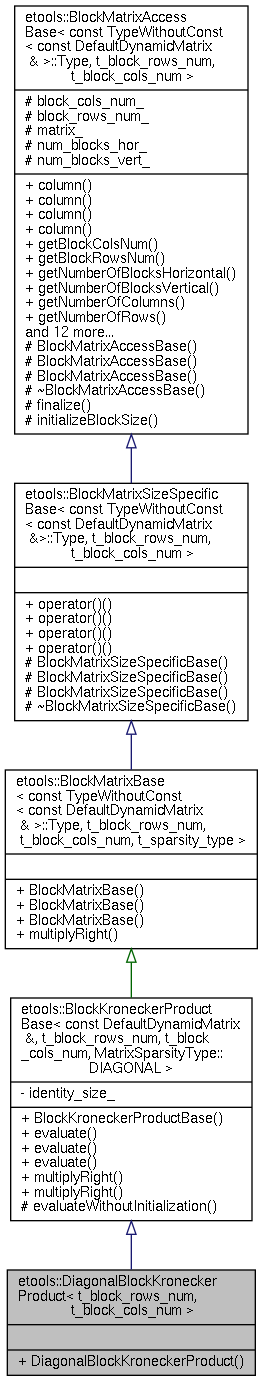 etools::BlockMatrixAccess
Base< const TypeWithoutConst
< const DefaultDynamicMatrix
& >::Type, t_block_rows_num,
t_block_cols_num >
# block_cols_num_
# block_rows_num_
# matrix_
# num_blocks_hor_
# num_blocks_vert_
+ column()
+ column()
+ column()
+ column()
+ getBlockColsNum()
+ getBlockRowsNum()
+ getNumberOfBlocksHorizontal()
+ getNumberOfBlocksVertical()
+ getNumberOfColumns()
+ getNumberOfRows()
and 12 more...
# BlockMatrixAccessBase()
# BlockMatrixAccessBase()
# BlockMatrixAccessBase()
# ~BlockMatrixAccessBase()
# finalize()
# initializeBlockSize()
etools::BlockMatrixSizeSpecific
Base< const TypeWithoutConst
< const DefaultDynamicMatrix
&>::Type, t_block_rows_num,
t_block_cols_num >
+ operator()()
+ operator()()
+ operator()()
+ operator()()
# BlockMatrixSizeSpecificBase()
# BlockMatrixSizeSpecificBase()
# BlockMatrixSizeSpecificBase()
# ~BlockMatrixSizeSpecificBase()
etools::BlockMatrixBase
< const TypeWithoutConst
< const DefaultDynamicMatrix
& >::Type, t_block_rows_num,
t_block_cols_num, t_sparsity_type >
+ BlockMatrixBase()
+ BlockMatrixBase()
+ BlockMatrixBase()
+ multiplyRight()
etools::BlockKroneckerProduct
Base< const DefaultDynamicMatrix
&, t_block_rows_num, t_block
_cols_num, MatrixSparsityType::
DIAGONAL >
- identity_size_
+ BlockKroneckerProductBase()
+ evaluate()
+ evaluate()
+ evaluate()
+ multiplyRight()
+ multiplyRight()
# evaluateWithoutInitialization()
etools::DiagonalBlockKronecker
Product< t_block_rows_num,
t_block_cols_num >
+ DiagonalBlockKroneckerProduct()